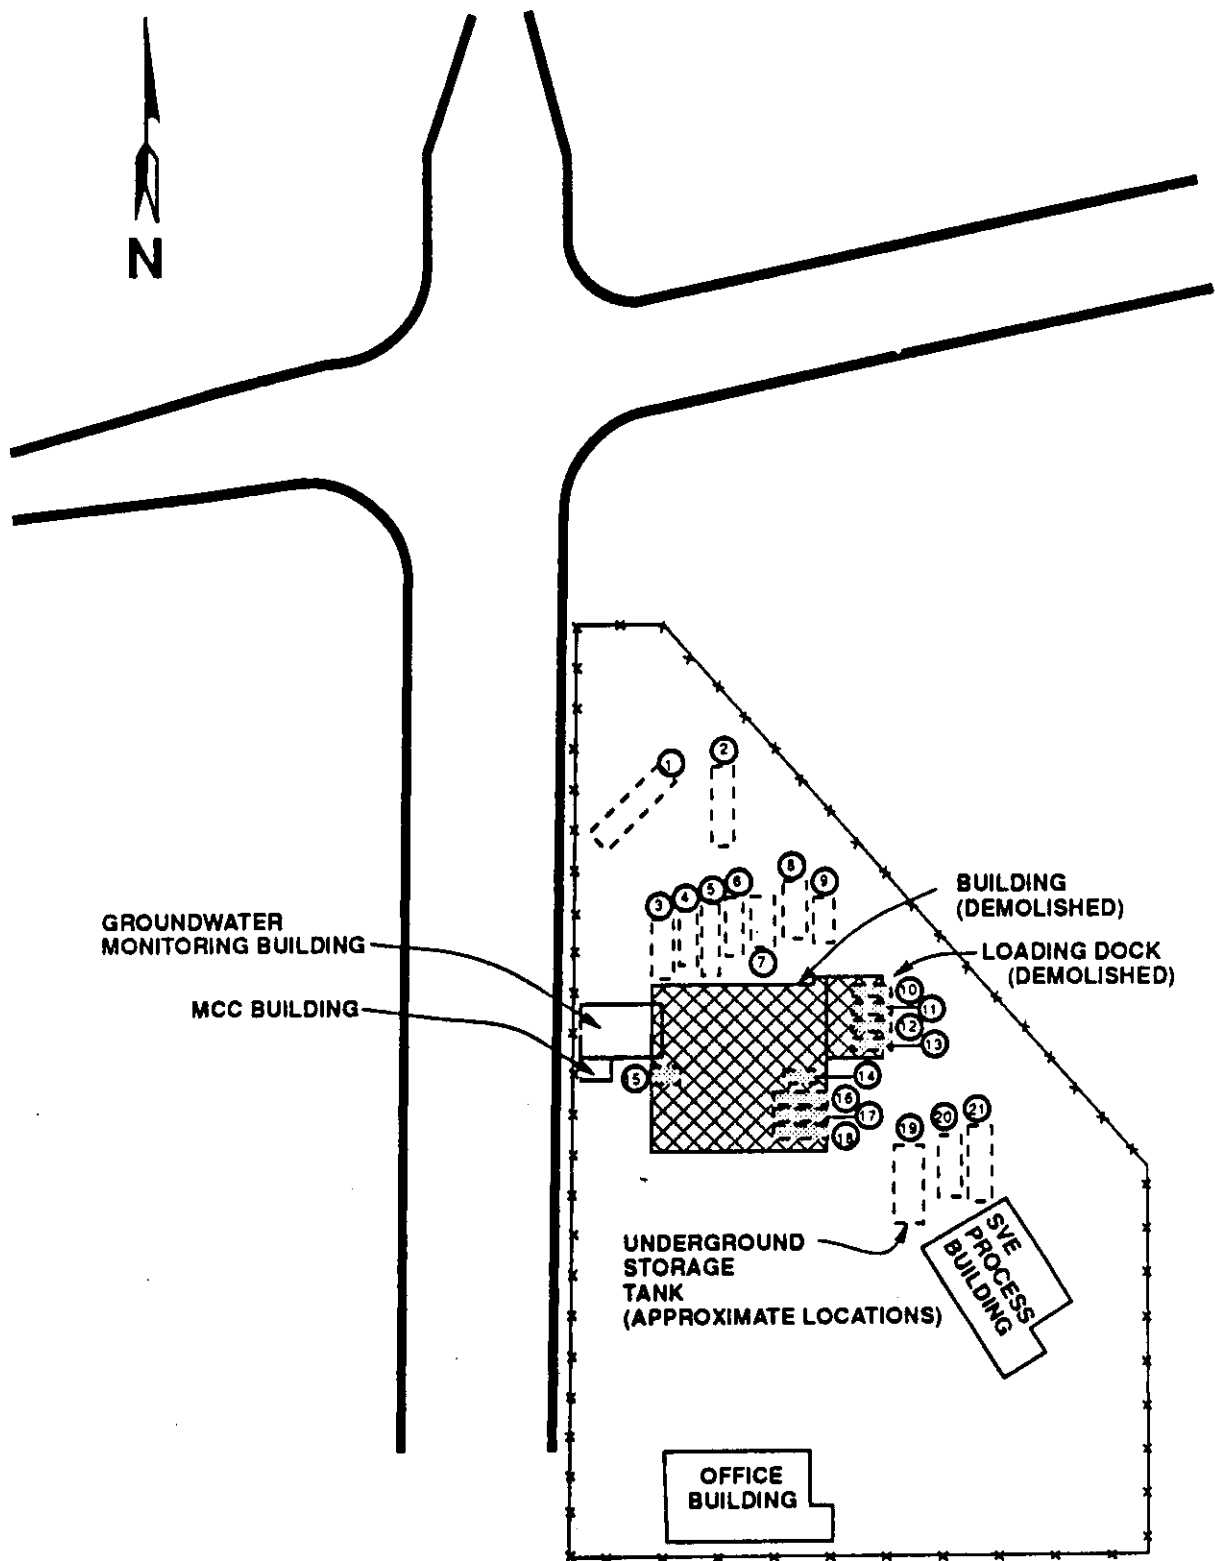 N
1
2
3
4
5
6
7
8
9
BUILDING
(DEMOLISHED)
GROUNDWATER
MONITORING BUILDING
LOADING DOCK
(DEMOLISHED)
MCC BUILDING
10
11
12
13
14
15
16
17
18
19
20
21
UNDERGROUND
STORAGE
TANK
(APPROXIMATE LOCATIONS)
SVE
PROCESS
BUILDING
OFFICE
BUILDING